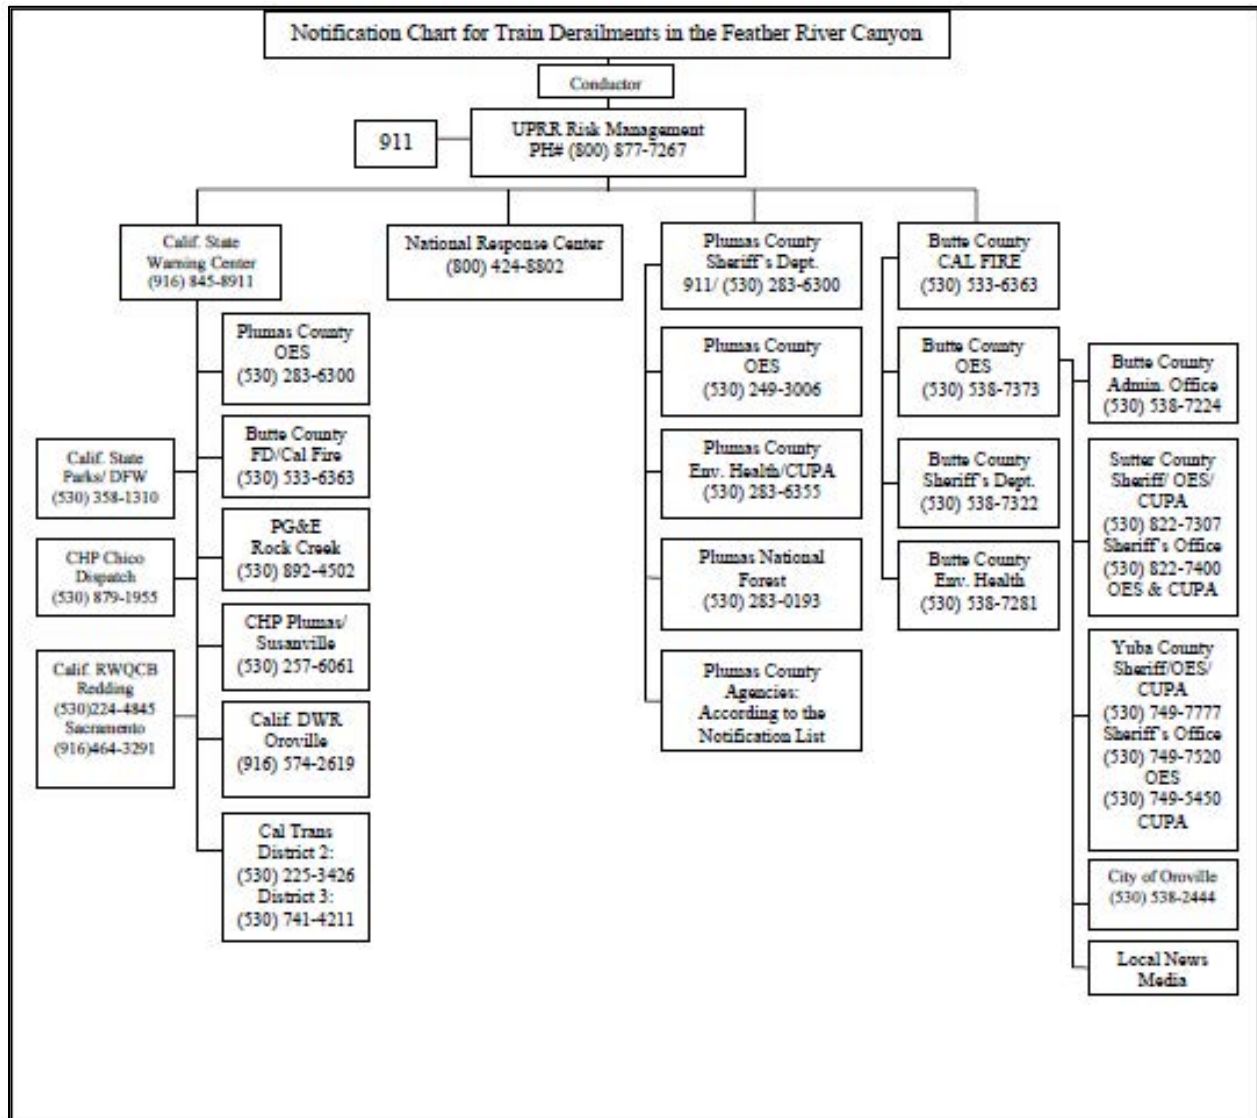 Notification Chart for Train Derailments in the Feather River Canyon
Conductor
911
UPRR Risk Management
PH# (800) 877-7267
Calif. State
Warning Center
(916) 845-8911
National Response Center
(800) 424-8802
Plumas County
Sheriff's Dept.
911/ (530) 283-6300
Butte County
CAL FIRE
(530) 533-6363
Plumas County
OES
(530) 283-6300
Butte County
FD/Cal Fire
(530) 533-6363
PG&E
Rock Creek
(530) 892-4502
CHP Plumas/
Susanville
(530) 257-6061
Calif. DWR
Oroville
(916) 574-2619
Cal Trans
District 2:
(530) 225-3426
District 3:
(530) 741-4211
Calif. State
Parks/ DFW
(530) 358-1310
CHP Chico
Dispatch
(530) 879-1955
Calif. RWQCB
Redding
(530)224-4845
Sacramento
(916)464-3291
Plumas County
OES
(530) 249-3006
Plumas County
Env. Health/CUPA
(530) 283-6355
Plumas National
Forest
(530) 283-0193
Plumas County
Agencies:
According to the
Notification List
Butte County
OES
(530) 538-7373
Butte County
Sheriff's Dept.
(530) 538-7322
Butte County
Env. Health
(530) 538-7281
Butte County
Admin. Office
(530) 538-7224
Sutter County
Sheriff/ OES/
CUPA
(530) 822-7307
Sheriff's Office
(530) 822-7400
OES & CUPA
Yuba County
Sheriff/OES/
CUPA
(530) 749-7777
Sheriff's Office
(530) 749-7520
OES
(530) 749-5450
CUPA
City of Oroville
(530) 538-2444
Local News
Media